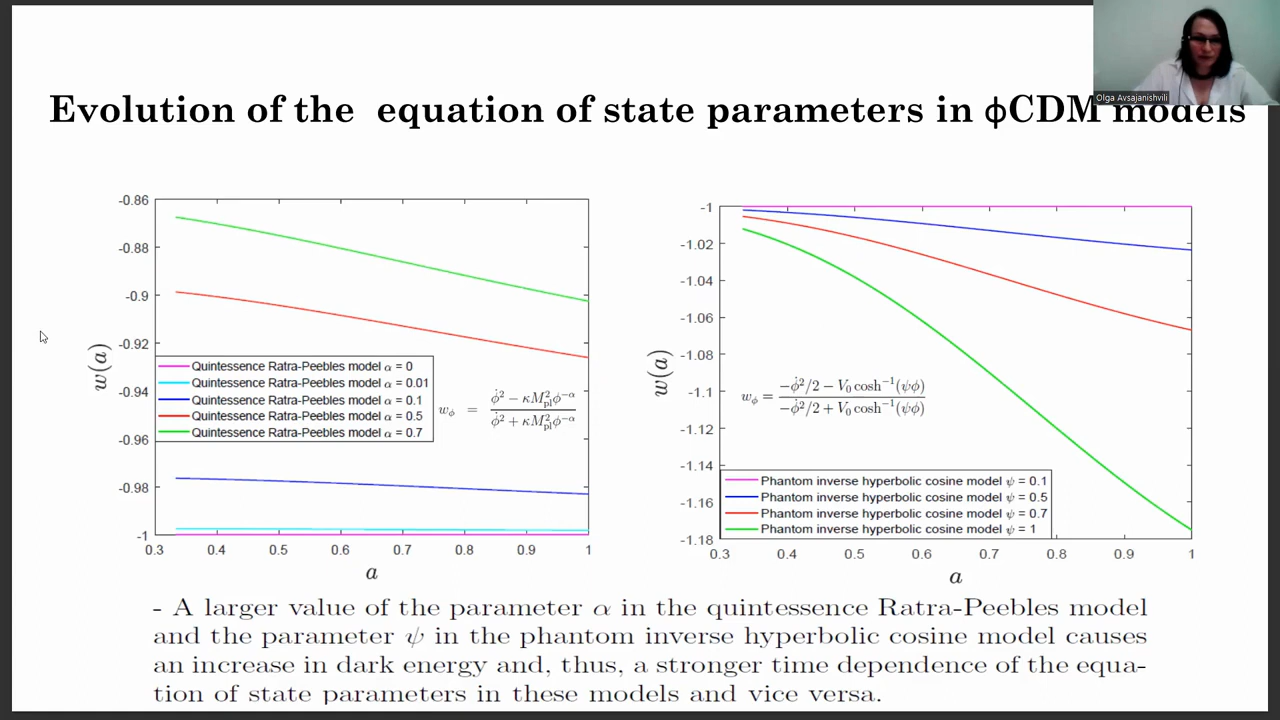 Olga Avsajanishvili
Evolution of the equation of state parameters in ϕCDM models
-0.86
-0.88
-0.9
-0.92
-0.94
-0.96
-0.98
-1
0.3 0.4 0.5 0.6 0.7 0.8 0.9 1
w(a)
a
Quintessence Ratra-Peebles model α = 0
Quintessence Ratra-Peebles model α = 0.01
Quintessence Ratra-Peebles model α = 0.1
Quintessence Ratra-Peebles model α = 0.5
Quintessence Ratra-Peebles model α = 0.7
w_ϕ = (ϕ̇² − κM²_pl ϕ^−α) / (ϕ̇² + κM²_pl ϕ^−α)
-1
-1.02
-1.04
-1.06
-1.08
-1.1
-1.12
-1.14
-1.16
-1.18
0.3 0.4 0.5 0.6 0.7 0.8 0.9 1
w(a)
a
w_ϕ = (−ϕ̇²/2 − V₀ cosh⁻¹(ψϕ)) / (−ϕ̇²/2 + V₀ cosh⁻¹(ψϕ))
Phantom inverse hyperbolic cosine model ψ = 0.1
Phantom inverse hyperbolic cosine model ψ = 0.5
Phantom inverse hyperbolic cosine model ψ = 0.7
Phantom inverse hyperbolic cosine model ψ = 1
- A larger value of the parameter α in the quintessence Ratra-Peebles model
and the parameter ψ in the phantom inverse hyperbolic cosine model causes
an increase in dark energy and, thus, a stronger time dependence of the equa-
tion of state parameters in these models and vice versa.